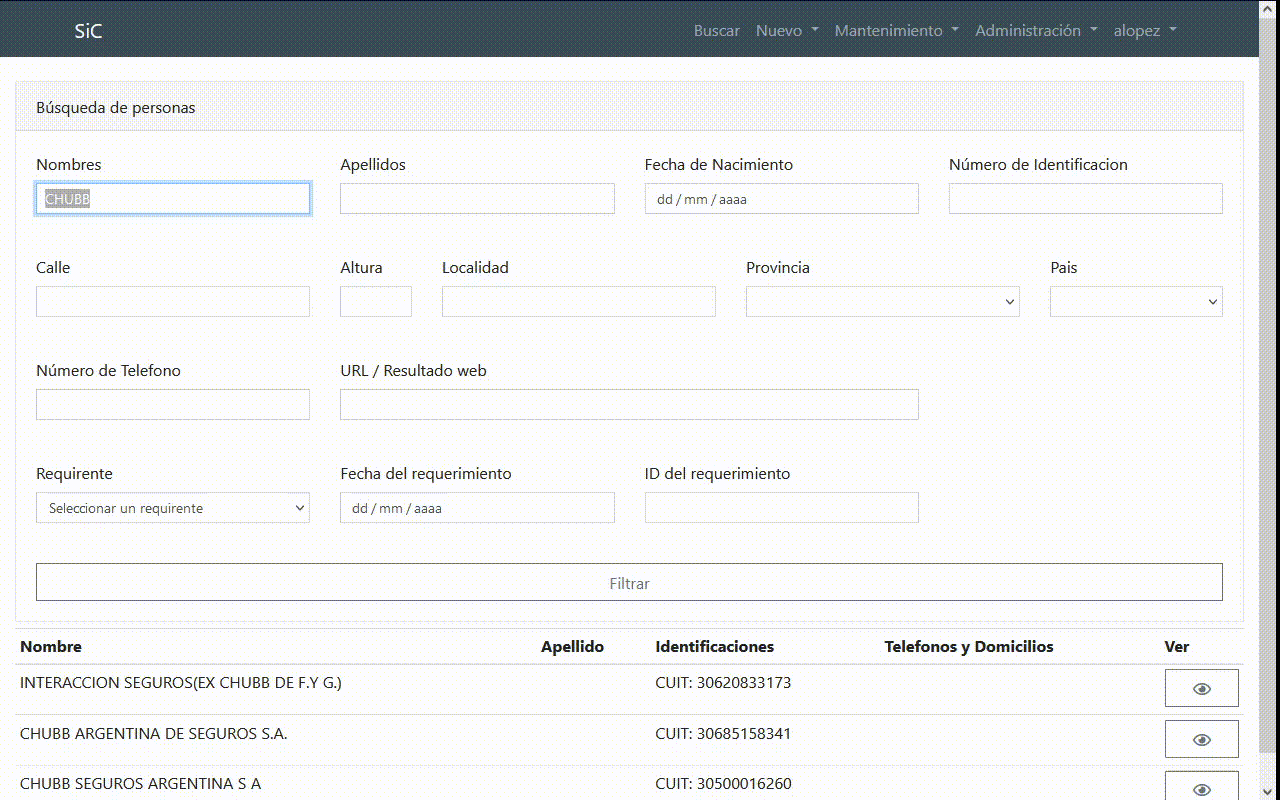 SiC Buscar Nuevo Mantenimiento Administración alopez
Búsqueda de personas
Nombres Apellidos Fecha de Nacimiento Número de Identificacion
CHUBB dd / mm / aaaa
Calle Altura Localidad Provincia Pais
Número de Telefono URL / Resultado web
Requirente Fecha del requerimiento ID del requerimiento
Seleccionar un requirente dd / mm / aaaa
Filtrar
Nombre Apellido Identificaciones Telefonos y Domicilios Ver
INTERACCION SEGUROS(EX CHUBB DE F.Y G.) CUIT: 30620833173
CHUBB ARGENTINA DE SEGUROS S.A. CUIT: 30685158341
CHUBB SEGUROS ARGENTINA S A CUIT: 30500016260